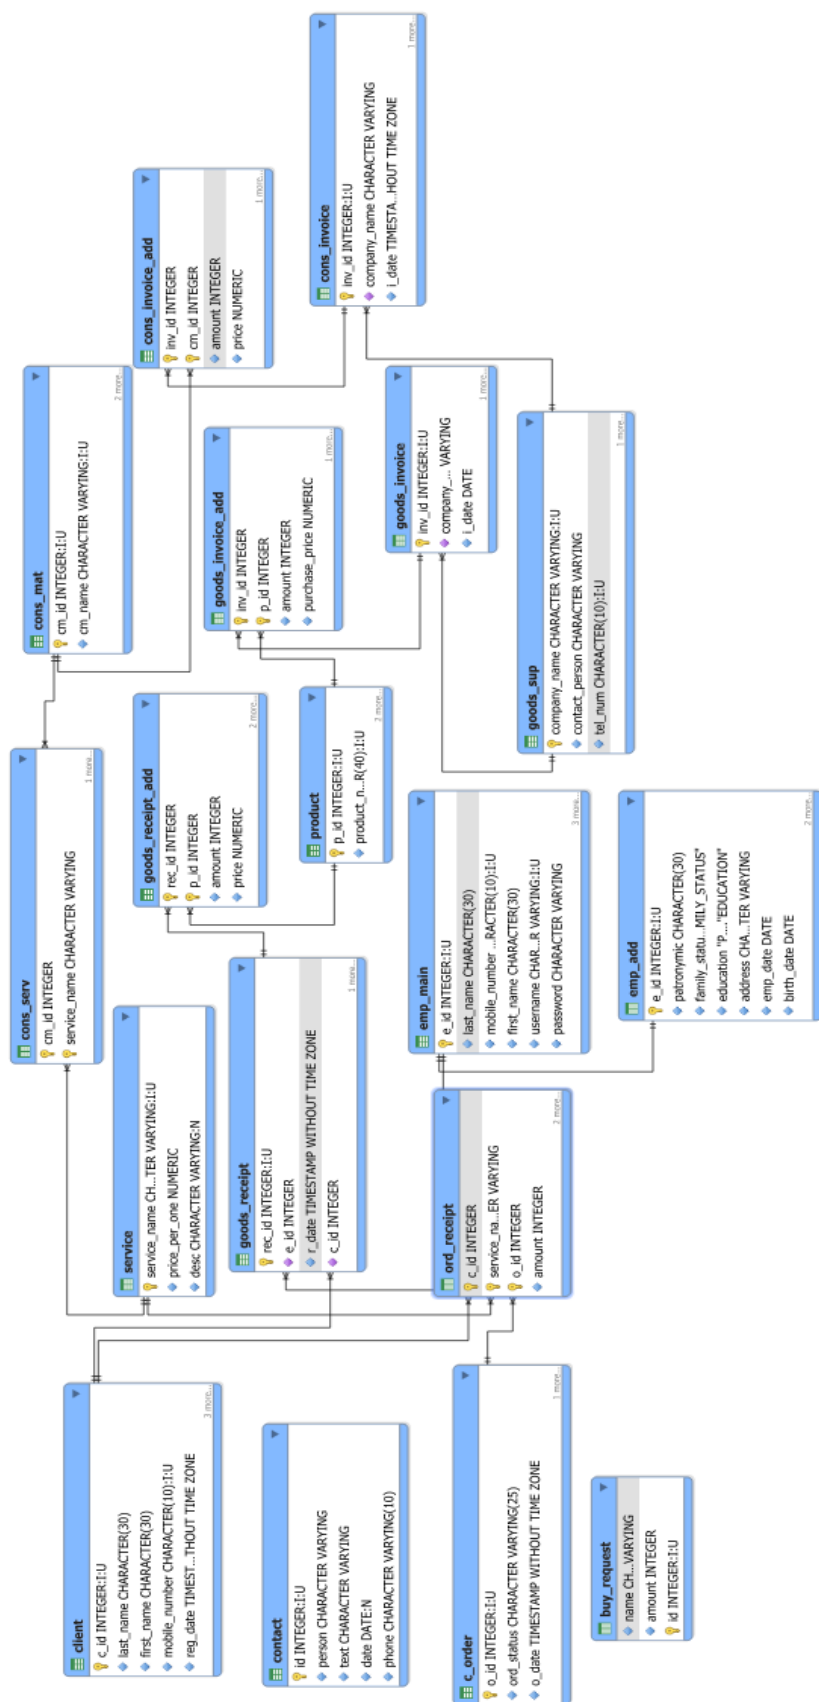 client
c_id INTEGER:I:U
last_name CHARACTER(30)
first_name CHARACTER(30)
mobile_number CHARACTER(10):I:U
reg_date TIMEST...THOUT TIME ZONE
3 more...
contact
id INTEGER:I:U
person CHARACTER VARYING
text CHARACTER VARYING
date DATE:N
phone CHARACTER VARYING(10)
c_order
o_id INTEGER:I:U
ord_status CHARACTER VARYING(25)
o_date TIMESTAMP WITHOUT TIME ZONE
1 more...
buy_request
name CH...VARYING
amount INTEGER
id INTEGER:I:U
service
service_name CH...TER VARYING:I:U
price_per_one NUMERIC
desc CHARACTER VARYING:N
goods_receipt
rec_id INTEGER:I:U
e_id INTEGER
r_date TIMESTAMP WITHOUT TIME ZONE
c_id INTEGER
1 more...
ord_receipt
c_id INTEGER
service_na...ER VARYING
o_id INTEGER
amount INTEGER
2 more...
cons_serv
cm_id INTEGER
service_name CHARACTER VARYING
1 more...
goods_receipt_add
rec_id INTEGER
p_id INTEGER
amount INTEGER
price NUMERIC
2 more...
product
p_id INTEGER:I:U
product_n...R(40):I:U
2 more...
emp_main
e_id INTEGER:I:U
last_name CHARACTER(30)
mobile_number ...RACTER(10):I:U
first_name CHARACTER(30)
username CHAR...R VARYING:I:U
password CHARACTER VARYING
3 more...
emp_add
e_id INTEGER:I:U
patronymic CHARACTER(30)
family_statu...MILY_STATUS"
education "P...."EDUCATION"
address CHA...TER VARYING
emp_date DATE
birth_date DATE
2 more...
cons_mat
cm_id INTEGER:I:U
cm_name CHARACTER VARYING:I:U
2 more...
goods_invoice_add
inv_id INTEGER
p_id INTEGER
amount INTEGER
purchase_price NUMERIC
1 more...
goods_invoice
inv_id INTEGER:I:U
company_... VARYING
i_date DATE
1 more...
goods_sup
company_name CHARACTER VARYING:I:U
contact_person CHARACTER VARYING
tel_num CHARACTER(10):I:U
1 more...
cons_invoice_add
inv_id INTEGER
cm_id INTEGER
amount INTEGER
price NUMERIC
1 more...
cons_invoice
inv_id INTEGER:I:U
company_name CHARACTER VARYING
i_date TIMESTA...HOUT TIME ZONE
1 more...